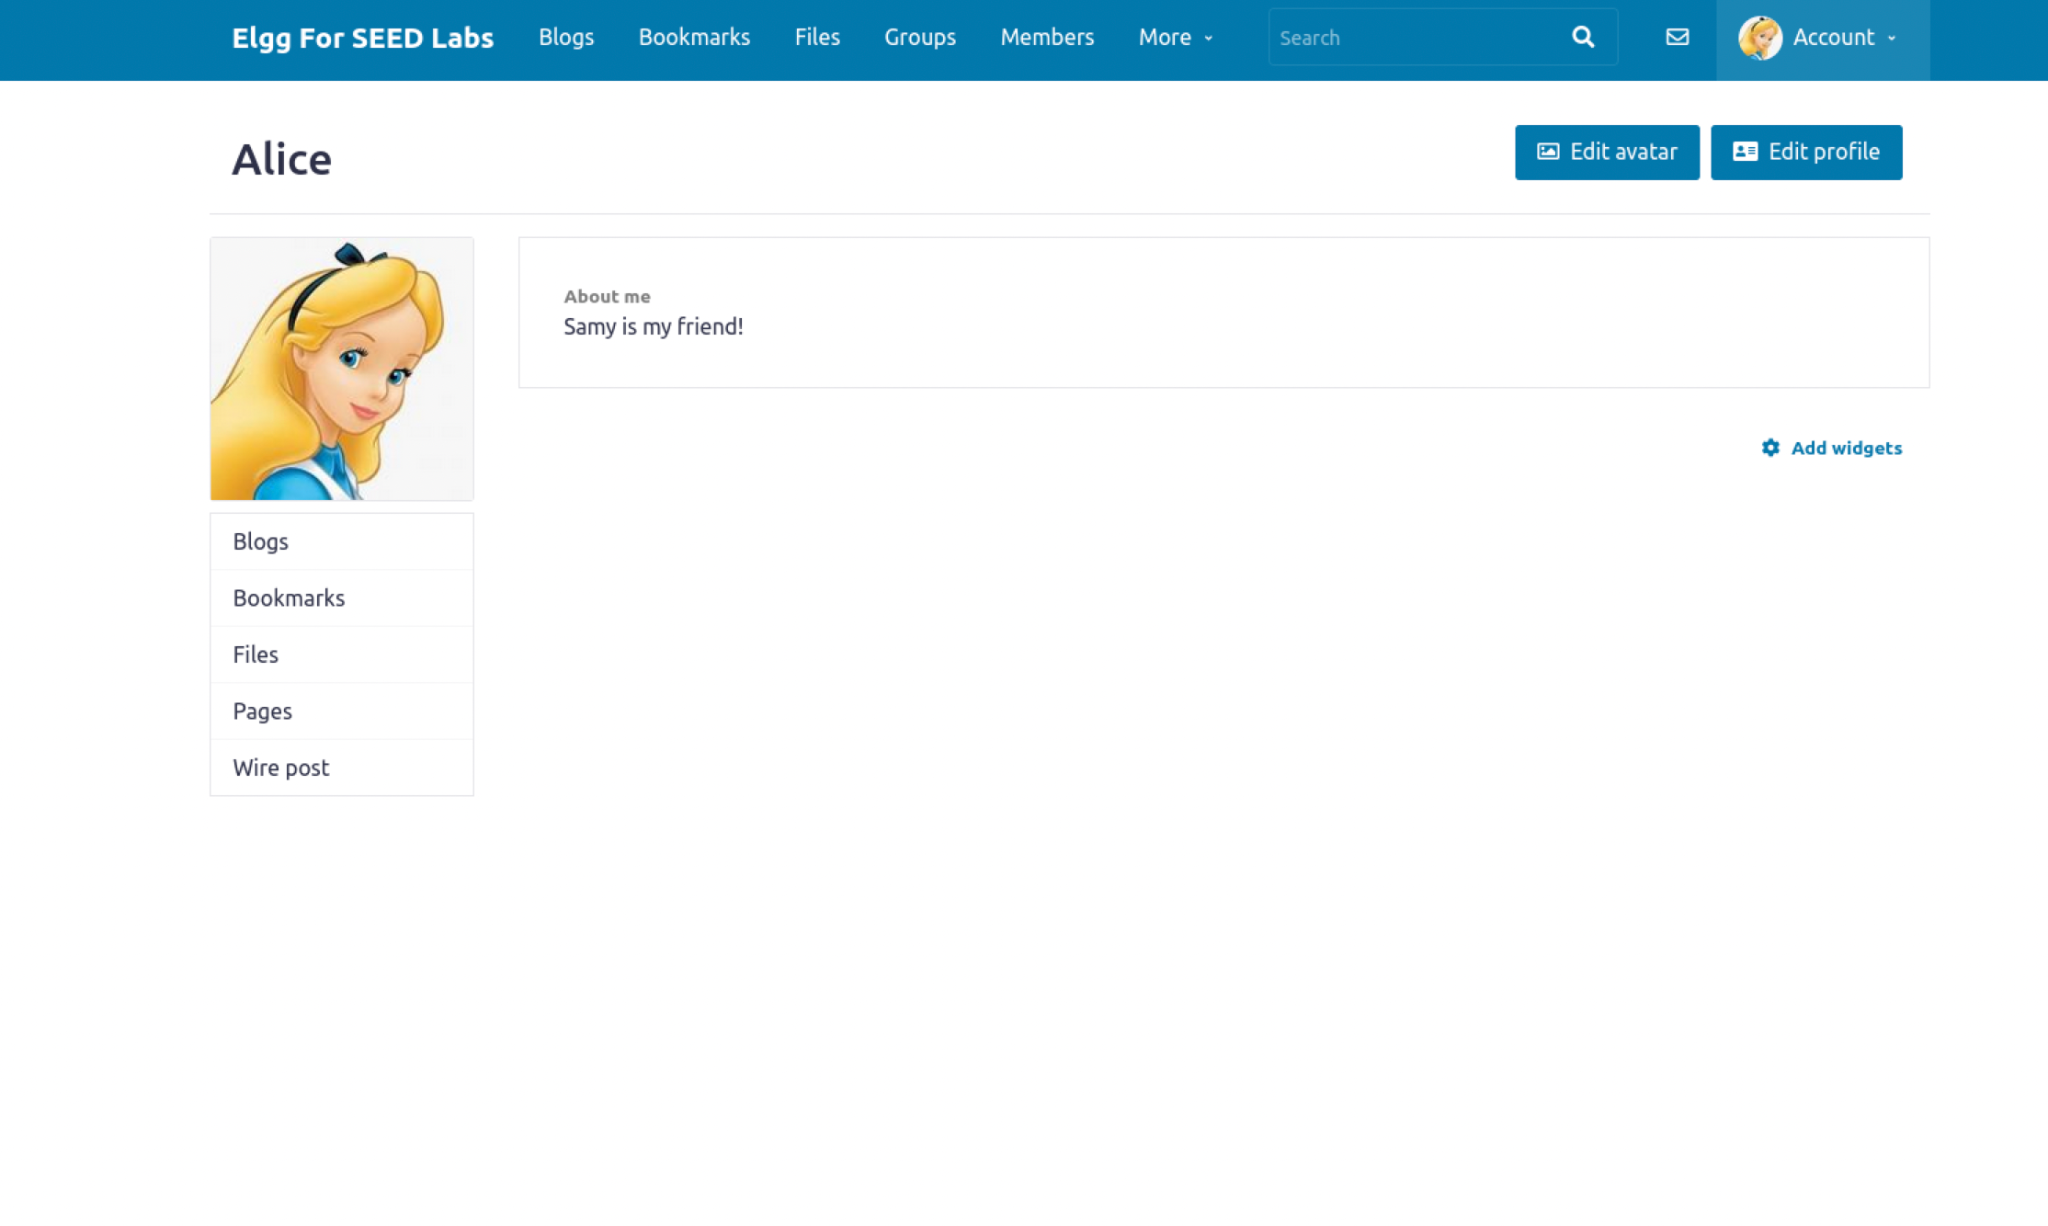 Elgg For SEED Labs Blogs Bookmarks Files Groups Members More Search Account
Alice
Edit avatar Edit profile
About me
Samy is my friend!
Add widgets
Blogs
Bookmarks
Files
Pages
Wire post